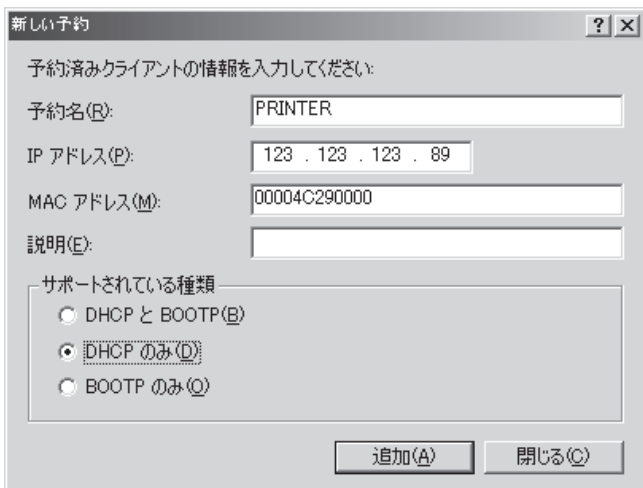 新しい予約
予約済みクライアントの情報を入力してください:
予約名(R): PRINTER
IP アドレス(P): 123 . 123 . 123 . 89
MAC アドレス(M): 00004C290000
説明(E):
サポートされている種類
DHCP と BOOTP(B)
DHCP のみ(D)
BOOTP のみ(O)
追加(A) 閉じる(C)